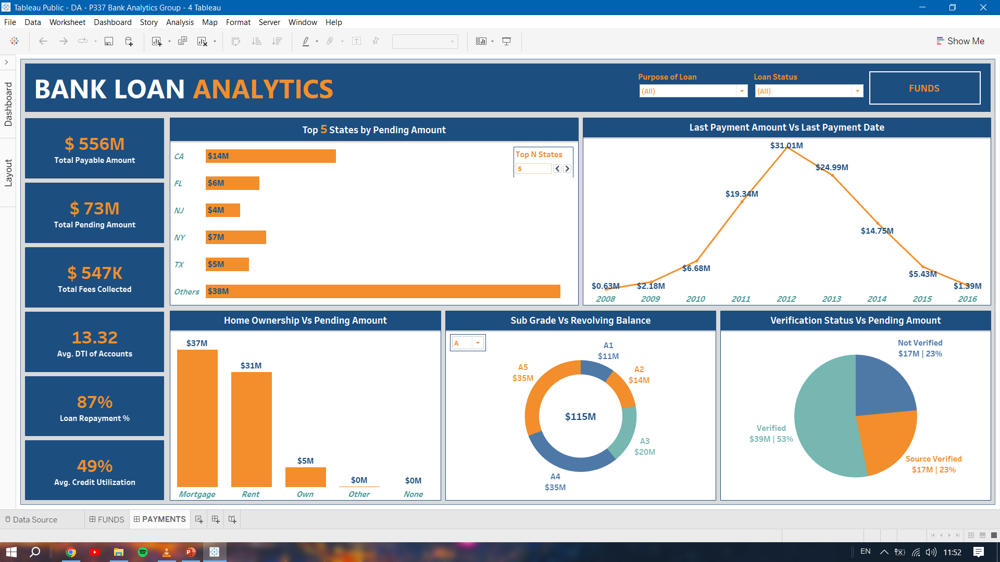 Tableau Public - DA - P337 Bank Analytics Group - 4 Tableau
File Data Worksheet Dashboard Story Analysis Map Format Server Window Help
Show Me
Dashboard
Layout
BANK LOAN ANALYTICS
Purpose of Loan
(All)
Loan Status
(All)
FUNDS
$ 556M
Total Payable Amount
$ 73M
Total Pending Amount
$ 547K
Total Fees Collected
13.32
Avg. DTI of Accounts
87%
Loan Repayment %
49%
Avg. Credit Utilization
Top 5 States by Pending Amount
Top N States
5
CA $14M
FL $6M
NJ $4M
NY $7M
TX $5M
Others $38M
Last Payment Amount Vs Last Payment Date
$31.01M
$24.99M
$19.34M
$14.75M
$6.68M
$5.43M
$0.63M $2.18M $1.39M
2008 2009 2010 2011 2012 2013 2014 2015 2016
Home Ownership Vs Pending Amount
$37M
$31M
$5M
$0M $0M
Mortgage Rent Own Other None
Sub Grade Vs Revolving Balance
A
A1
$11M
A2
$14M
A3
$20M
A4
$35M
A5
$35M
$115M
Verification Status Vs Pending Amount
Not Verified
$17M | 23%
Verified
$39M | 53%
Source Verified
$17M | 23%
Data Source FUNDS PAYMENTS
EN 11:52